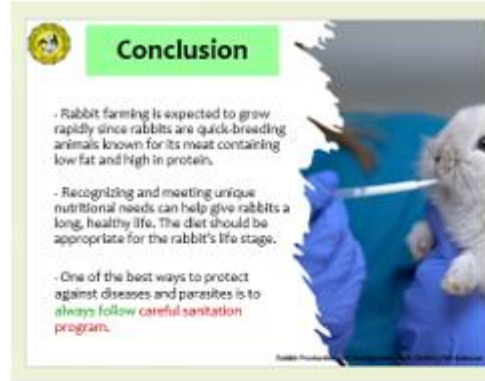 Conclusion
- Rabbit farming is expected to grow
rapidly since rabbits are quick-breeding
animals known for its meat containing
low fat and high in protein.
- Recognizing and meeting unique
nutritional needs can help give rabbits a
long, healthy life. The diet should be
appropriate for the rabbit's life stage.
- One of the best ways to protect
against diseases and parasites is to
always follow careful sanitation
program.
Rabbit Production